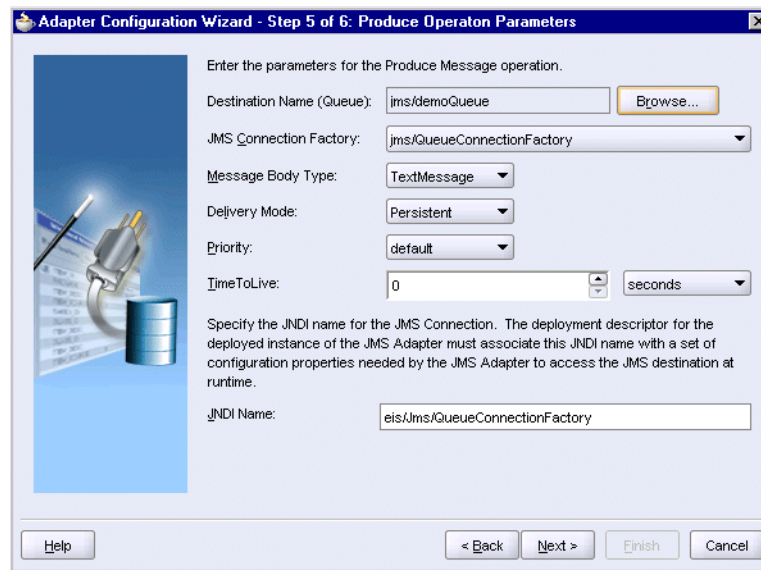 Adapter Configuration Wizard - Step 5 of 6: Produce Operaton Parameters
Enter the parameters for the Produce Message operation.
Destination Name (Queue): jms/demoQueue Browse...
JMS Connection Factory: jms/QueueConnectionFactory
Message Body Type: TextMessage
Delivery Mode: Persistent
Priority: default
TimeToLive: 0 seconds
Specify the JNDI name for the JMS Connection. The deployment descriptor for the
deployed instance of the JMS Adapter must associate this JNDI name with a set of
configuration properties needed by the JMS Adapter to access the JMS destination at
runtime.
JNDI Name: eis/Jms/QueueConnectionFactory
Help < Back Next > Finish Cancel